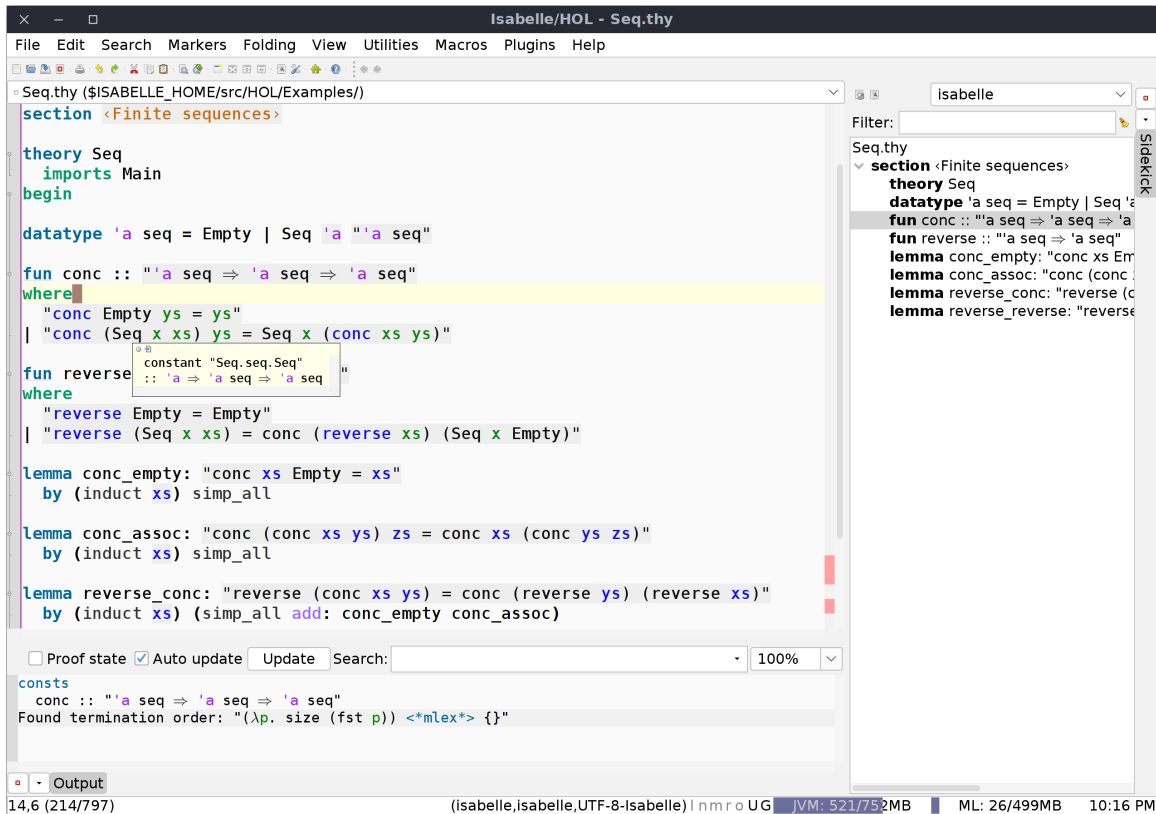 Isabelle/HOL - Seq.thy
File Edit Search Markers Folding View Utilities Macros Plugins Help
Seq.thy ($ISABELLE_HOME/src/HOL/Examples/)
section ‹Finite sequences›
theory Seq
imports Main
begin
datatype 'a seq = Empty | Seq 'a "'a seq"
fun conc :: "'a seq ⇒ 'a seq ⇒ 'a seq"
where
"conc Empty ys = ys"
| "conc (Seq x xs) ys = Seq x (conc xs ys)"
constant "Seq.seq.Seq"
:: 'a ⇒ 'a seq ⇒ 'a seq
fun reverse "
where
"reverse Empty = Empty"
| "reverse (Seq x xs) = conc (reverse xs) (Seq x Empty)"
lemma conc_empty: "conc xs Empty = xs"
by (induct xs) simp_all
lemma conc_assoc: "conc (conc xs ys) zs = conc xs (conc ys zs)"
by (induct xs) simp_all
lemma reverse_conc: "reverse (conc xs ys) = conc (reverse ys) (reverse xs)"
by (induct xs) (simp_all add: conc_empty conc_assoc)
Proof state Auto update Update Search: 100%
consts
conc :: "'a seq ⇒ 'a seq ⇒ 'a seq"
Found termination order: "(λp. size (fst p)) <*mlex*> {}"
Output
isabelle
Filter:
Seq.thy
section ‹Finite sequences›
theory Seq
datatype 'a seq = Empty | Seq 'a
fun conc :: "'a seq ⇒ 'a seq ⇒ 'a
fun reverse :: "'a seq ⇒ 'a seq"
lemma conc_empty: "conc xs Em
lemma conc_assoc: "conc (conc
lemma reverse_conc: "reverse (c
lemma reverse_reverse: "reverse
Sidekick
14,6 (214/797) (isabelle,isabelle,UTF-8-Isabelle) l n m r o U G JVM: 521/752MB ML: 26/499MB 10:16 PM